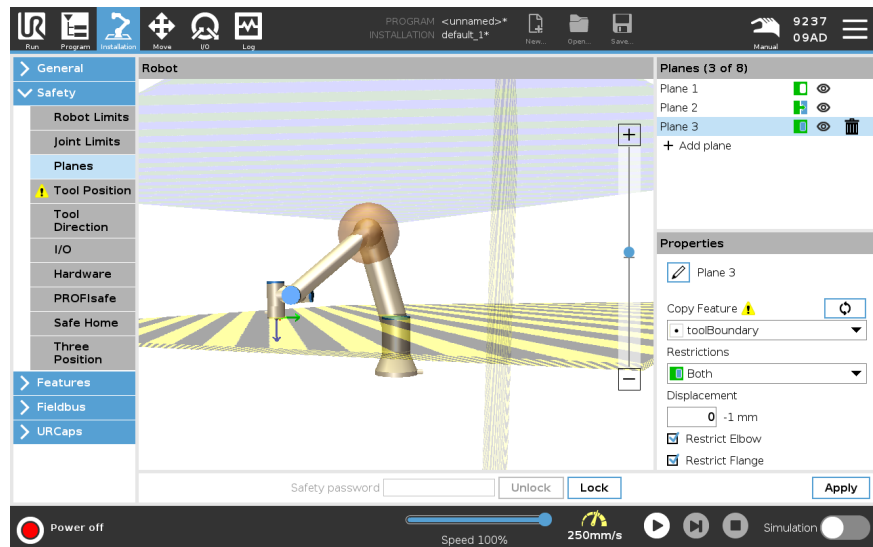 PROGRAM <unnamed>*
INSTALLATION default_1*
9237
09AD
Run Program Installation Move I/O Log New... Open... Save... Manual
General
Safety
Robot Limits
Joint Limits
Planes
Tool Position
Tool
Direction
I/O
Hardware
PROFIsafe
Safe Home
Three
Position
Features
Fieldbus
URCaps
Robot
Planes (3 of 8)
Plane 1
Plane 2
Plane 3
+ Add plane
Properties
Plane 3
Copy Feature
toolBoundary
Restrictions
Both
Displacement
0 -1 mm
Restrict Elbow
Restrict Flange
Safety password Unlock Lock Apply
Power off
Speed 100%
250mm/s
Simulation